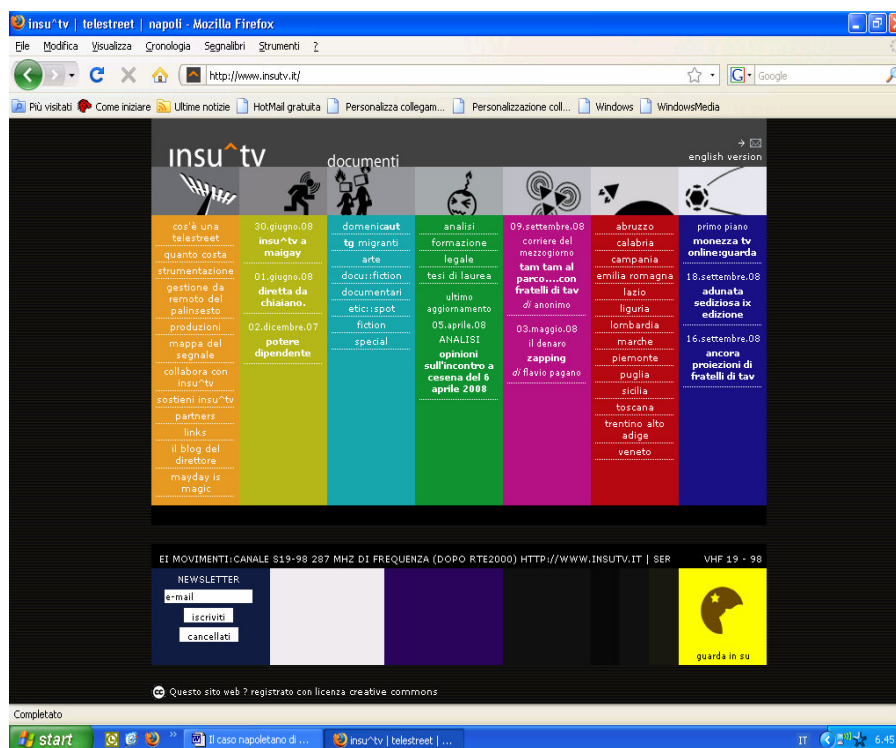 insu^tv | telestreet | napoli - Mozilla Firefox
File Modifica Visualizza Cronologia Segnalibri Strumenti ?
http://www.insutv.it/
G Google
Più visitati Come iniziare Ultime notizie HotMail gratuita Personalizza collegam... Personalizzazione coll... Windows WindowsMedia
insu^tv
documenti
english version
cos'è una
telestreet
quanto costa
strumentazione
gestione da
remoto del
palinsesto
produzioni
mappa del
segnale
collabora con
insu^tv
sostieni insu^tv
partners
links
il blog del
direttore
mayday is
magic
30.giugno.08
insu^tv a
maigay
01.giugno.08
diretta da
chiaiano.
02.dicembre.07
potere
dipendente
domenicaut
tg migranti
arte
docu::fiction
documentari
etic::spot
fiction
special
analisi
formazione
legale
tesi di laurea
ultimo
aggiornamento
05.aprile.08
ANALISI
opinioni
sull'incontro a
cesena del 6
aprile 2008
09.settembre.08
corriere del
mezzogiorno
tam tam al
parco....con
fratelli di tav
di anonimo
03.maggio.08
il denaro
zapping
di flavio pagano
abruzzo
calabria
campania
emilia romagna
lazio
liguria
lombardia
marche
piemonte
puglia
sicilia
toscana
trentino alto
adige
veneto
primo piano
monezza tv
online:guarda
18.settembre.08
adunata
sediziosa ix
edizione
16.settembre.08
ancora
proiezioni di
fratelli di tav
EI MOVIMENTI:CANALE S19-98 287 MHZ DI FREQUENZA (DOPO RTE2000) HTTP://WWW.INSUTV.IT | SER VHF 19 - 98
NEWSLETTER
e-mail
iscriviti
cancellati
guarda in su
cc Questo sito web ? registrato con licenza creative commons
Completato
start Il caso napoletano di ... insu^tv | telestreet | ... IT 6.45